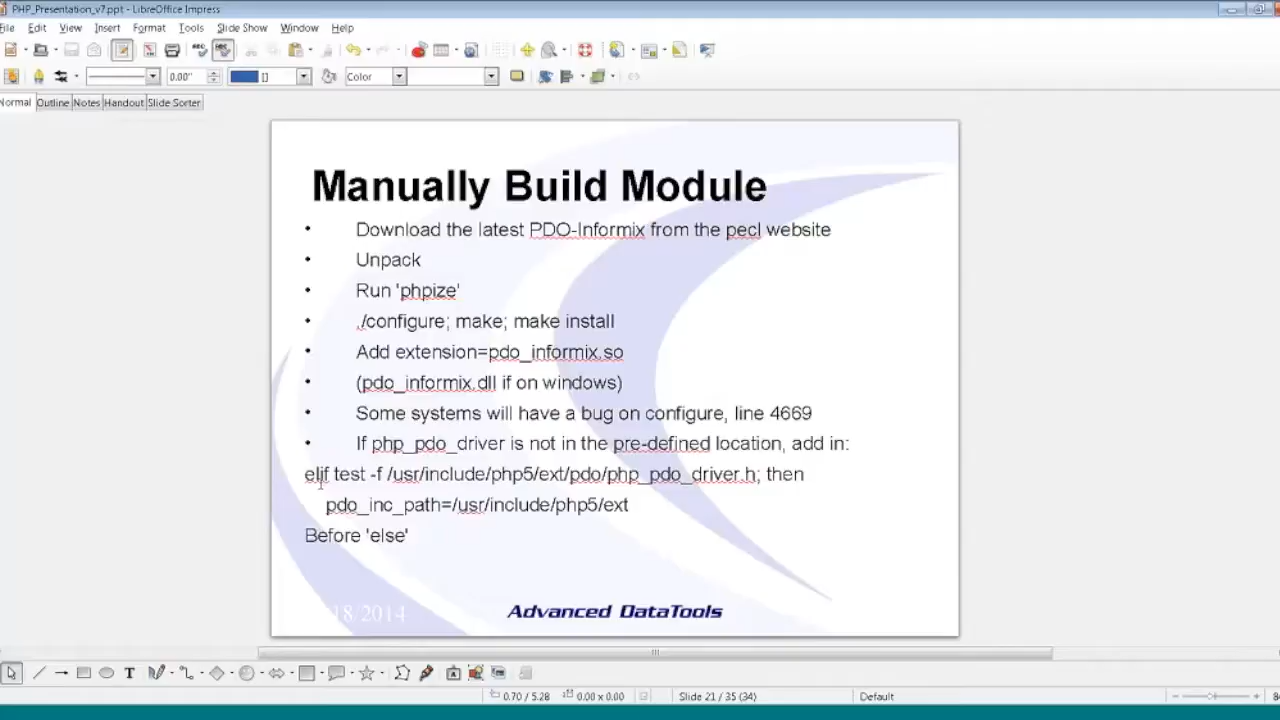 PHP_Presentation_v7.ppt - LibreOffice Impress
File Edit View Insert Format Tools Slide Show Window Help
0.00" [] Color
Normal Outline Notes Handout Slide Sorter
Manually Build Module
• Download the latest PDO-Informix from the pecl website
• Unpack
• Run 'phpize'
• ./configure; make; make install
• Add extension=pdo_informix.so
• (pdo_informix.dll if on windows)
• Some systems will have a bug on configure, line 4669
• If php_pdo_driver is not in the pre-defined location, add in:
elif test -f /usr/include/php5/ext/pdo/php_pdo_driver.h; then
pdo_inc_path=/usr/include/php5/ext
Before 'else'
18/2014 Advanced DataTools
0.70 / 5.28 0.00 x 0.00 Slide 21 / 35 (34) Default